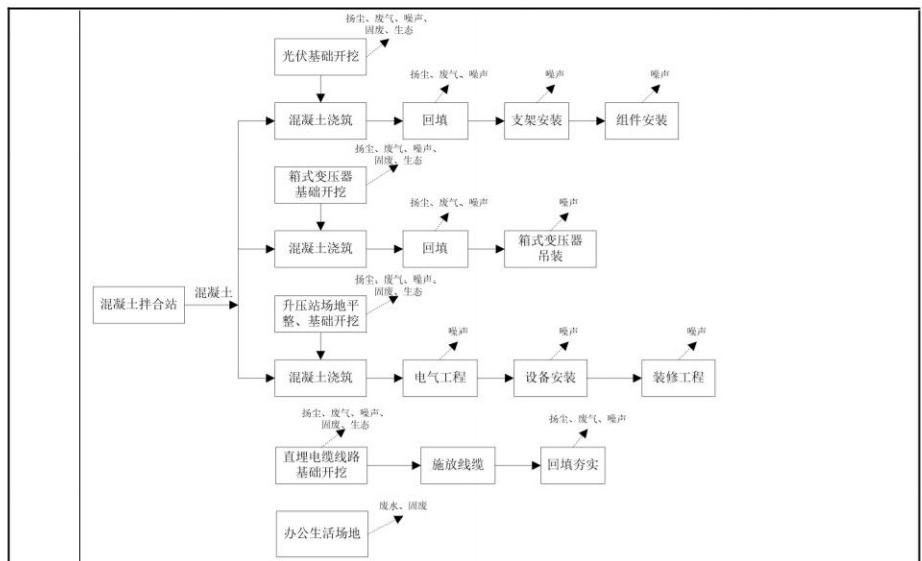 扬尘、废气、噪声、
固废、生态
光伏基础开挖
扬尘、废气、噪声
噪声
噪声
混凝土浇筑
回填
支架安装
组件安装
扬尘、废气、噪声、
固废、生态
箱式变压器
基础开挖
扬尘、废气、噪声
噪声
混凝土浇筑
回填
箱式变压器
吊装
扬尘、废气、噪声、
固废、生态
混凝土拌合站
混凝土
升压站场地平
整、基础开挖
噪声
噪声
噪声
混凝土浇筑
电气工程
设备安装
装修工程
扬尘、废气、噪声、
固废、生态
扬尘、废气、噪声
直埋电缆线路
基础开挖
施放线缆
回填夯实
废水、固废
办公生活场地